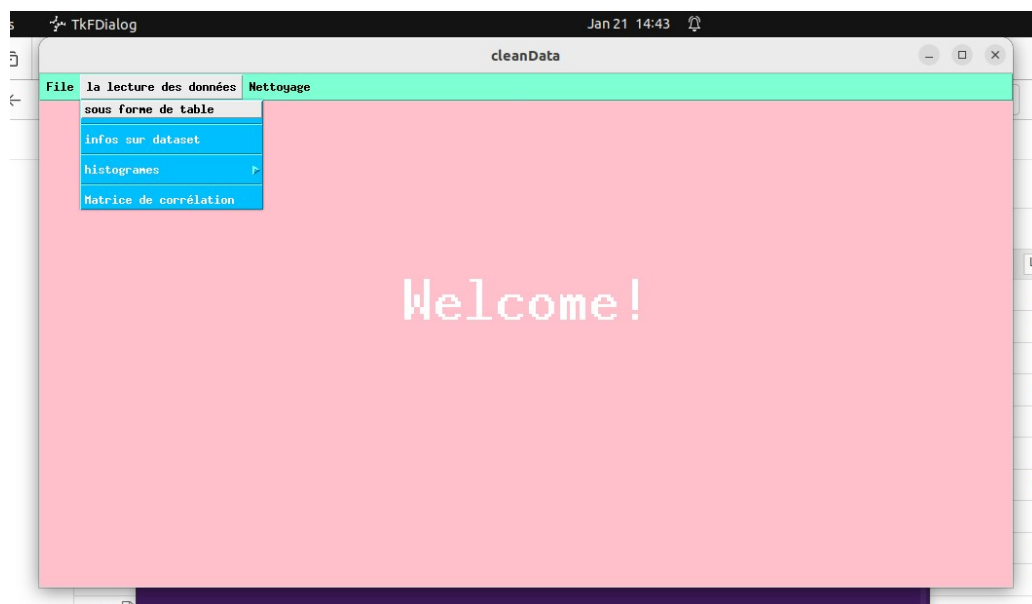 TkFDialog
Jan 21 14:43
cleanData
File la lecture des données Nettoyage
sous forme de table
infos sur dataset
histogrames
Matrice de corrélation
Welcome!